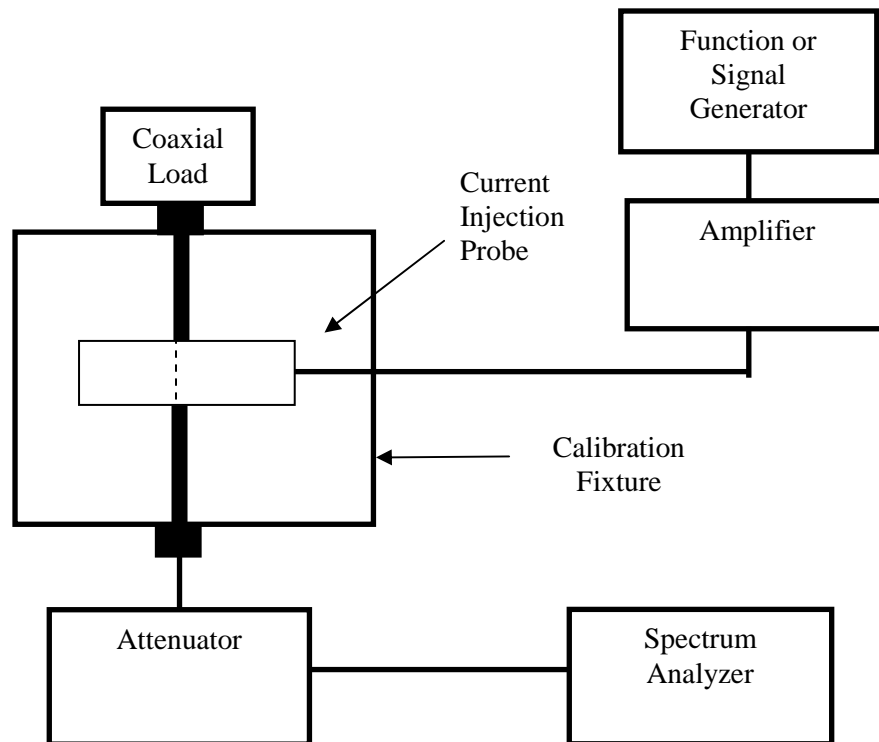 Function or
Signal
Generator
Coaxial
Load
Current
Injection
Probe
Amplifier
Calibration
Fixture
Attenuator
Spectrum
Analyzer